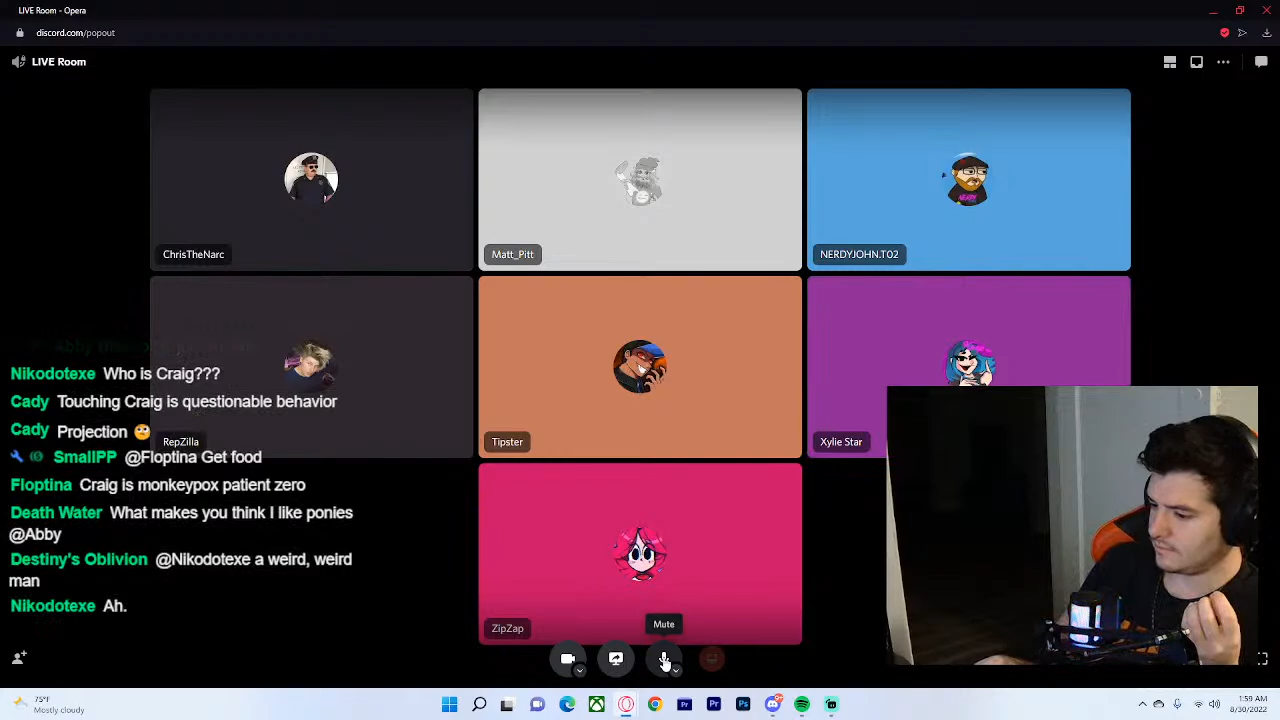 LIVE Room - Opera
discord.com/popout
LIVE Room
ChrisTheNarc
Matt_Pitt
NERDYJOHN.T02
Nikodotexe Who is Craig???
Cady Touching Craig is questionable behavior
Cady Projection 🙄
RepZilla
Tipster
Xylie Star
SmallPP @Floptina Get food
Floptina Craig is monkeypox patient zero
Death Water What makes you think I like ponies
@Abby
Destiny's Oblivion @Nikodotexe a weird, weird
man
Nikodotexe Ah.
ZipZap
Mute
75°F
Mostly cloudy
1:59 AM
8/30/2022